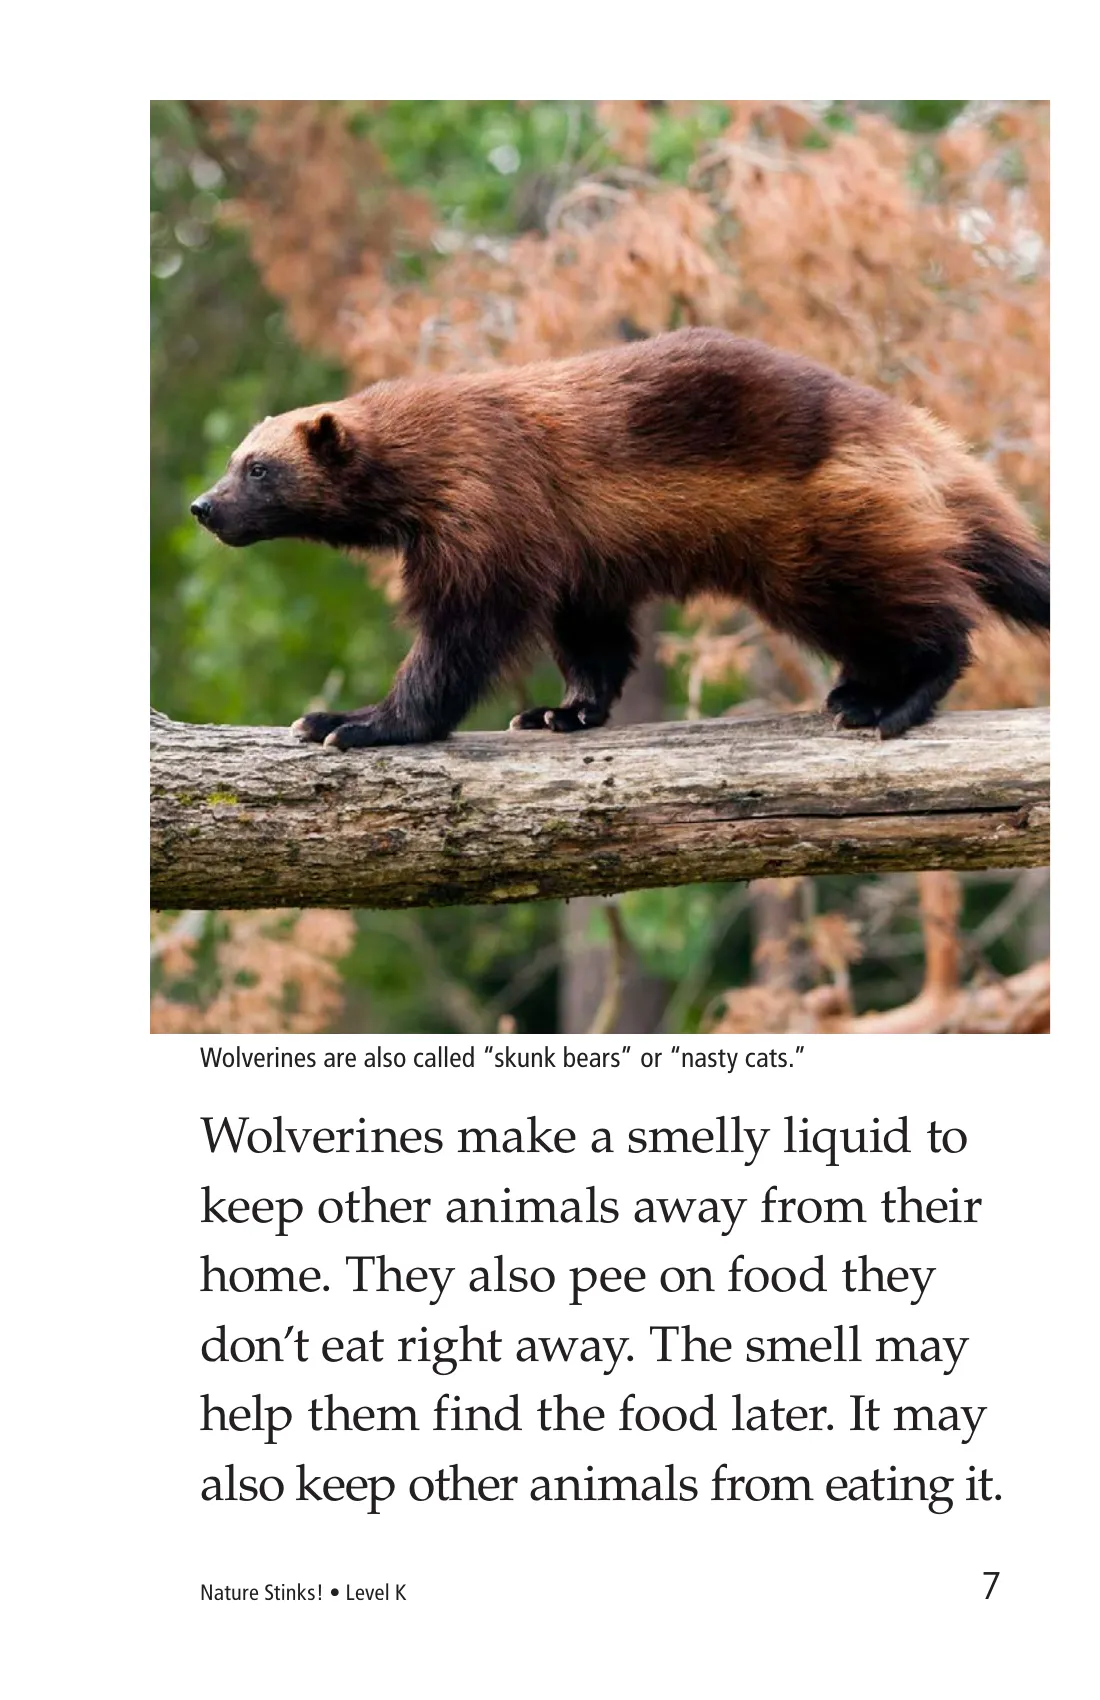 Wolverines are also called “skunk bears” or “nasty cats.”
Wolverines make a smelly liquid to
keep other animals away from their
home. They also pee on food they
don’t eat right away. The smell may
help them find the food later. It may
also keep other animals from eating it.
Nature Stinks! • Level K
7